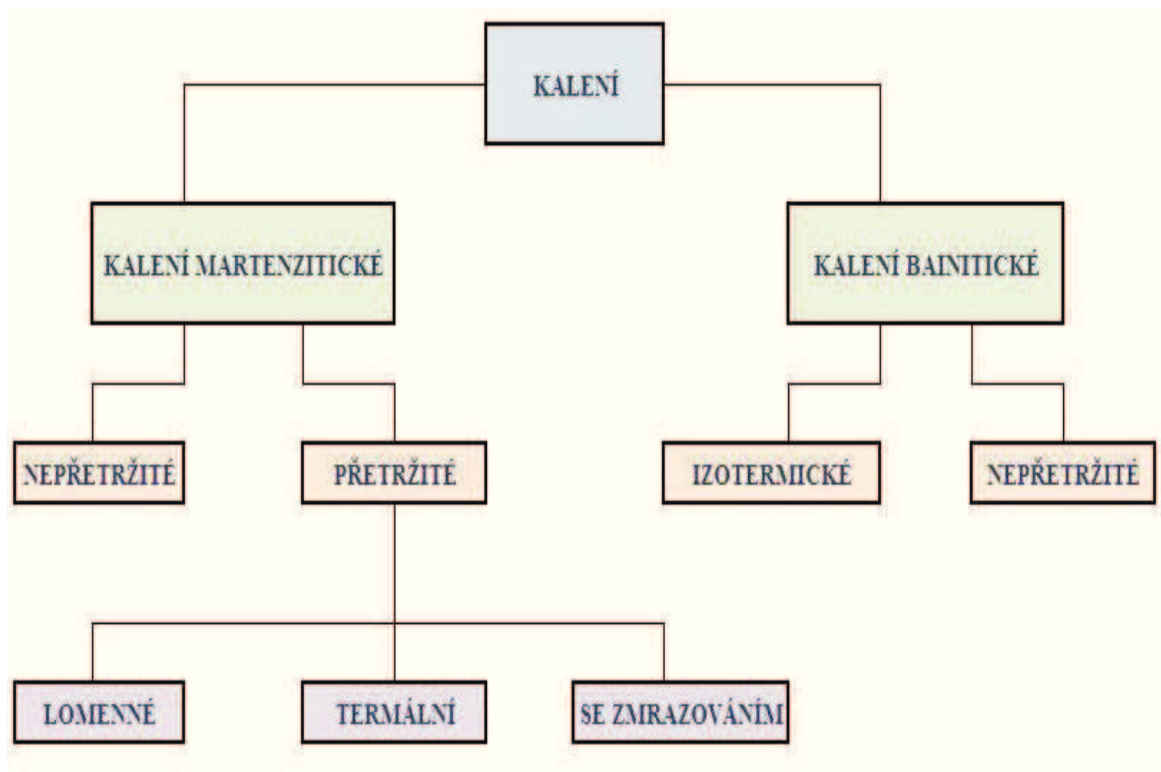 KALENÍ
KALENÍ MARTENZITICKÉ
KALENÍ BAINITICKÉ
NEPŘETRŽITÉ
PŘETRŽITÉ
IZOTERMICKÉ
NEPŘETRŽITÉ
LOMENNÉ
TERMÁLNÍ
SE ZMRAZOVÁNÍM